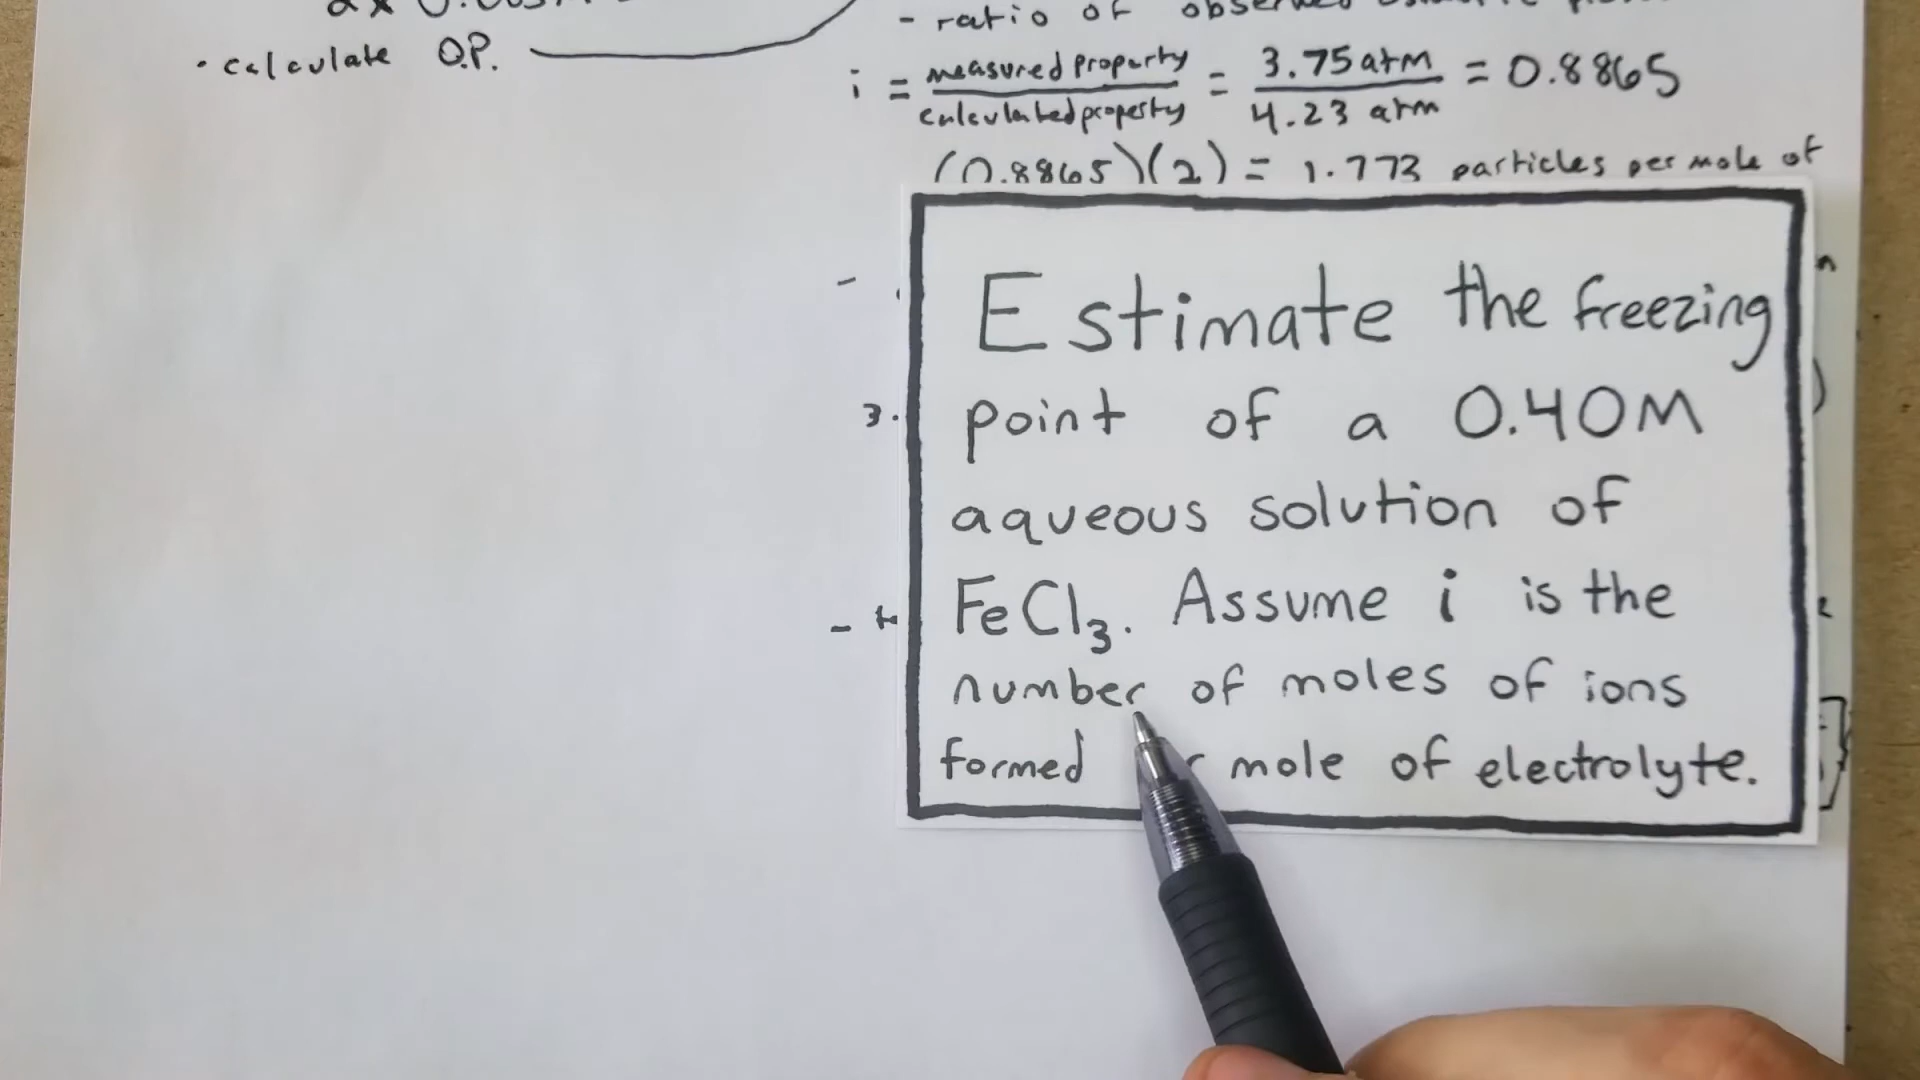 • calculate O.P.
- ratio of observed
i = measured property / calculated property = 3.75 atm / 4.23 atm = 0.8865
(0.8865)(2) = 1.773 particles per mole of
3.
Estimate the freezing
point of a 0.40M
aqueous solution of
FeCl3. Assume i is the
number of moles of ions
formed mole of electrolyte.